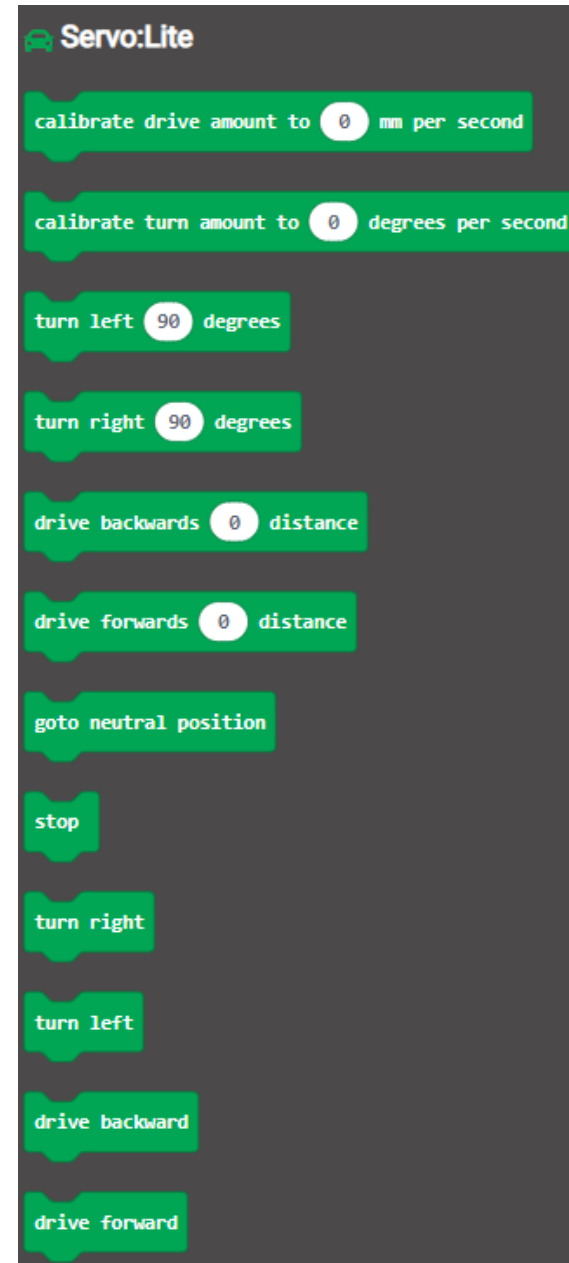 Servo:Lite
calibrate drive amount to 0 mm per second
calibrate turn amount to 0 degrees per second
turn left 90 degrees
turn right 90 degrees
drive backwards 0 distance
drive forwards 0 distance
goto neutral position
stop
turn right
turn left
drive backward
drive forward